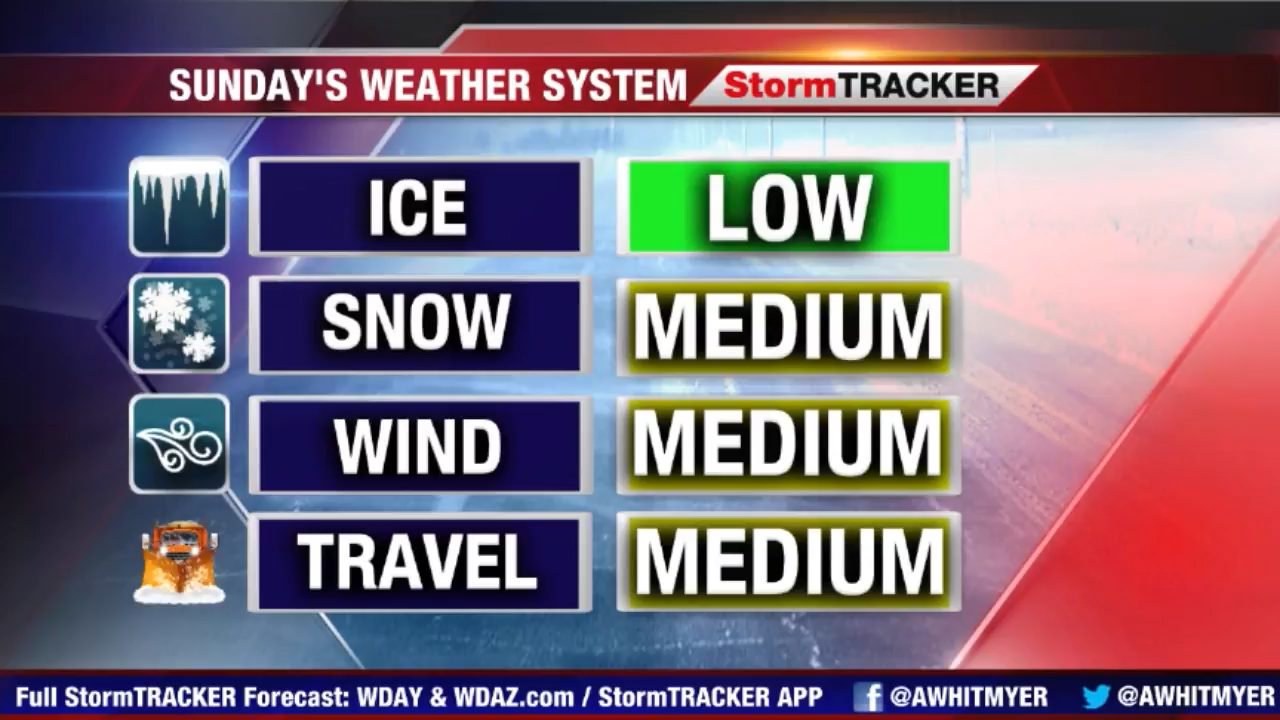 SUNDAY'S WEATHER SYSTEM StormTRACKER
ICE LOW
SNOW MEDIUM
WIND MEDIUM
TRAVEL MEDIUM
Full StormTRACKER Forecast: WDAY & WDAZ.com / StormTRACKER APP f @AWHITMYER @AWHITMYER